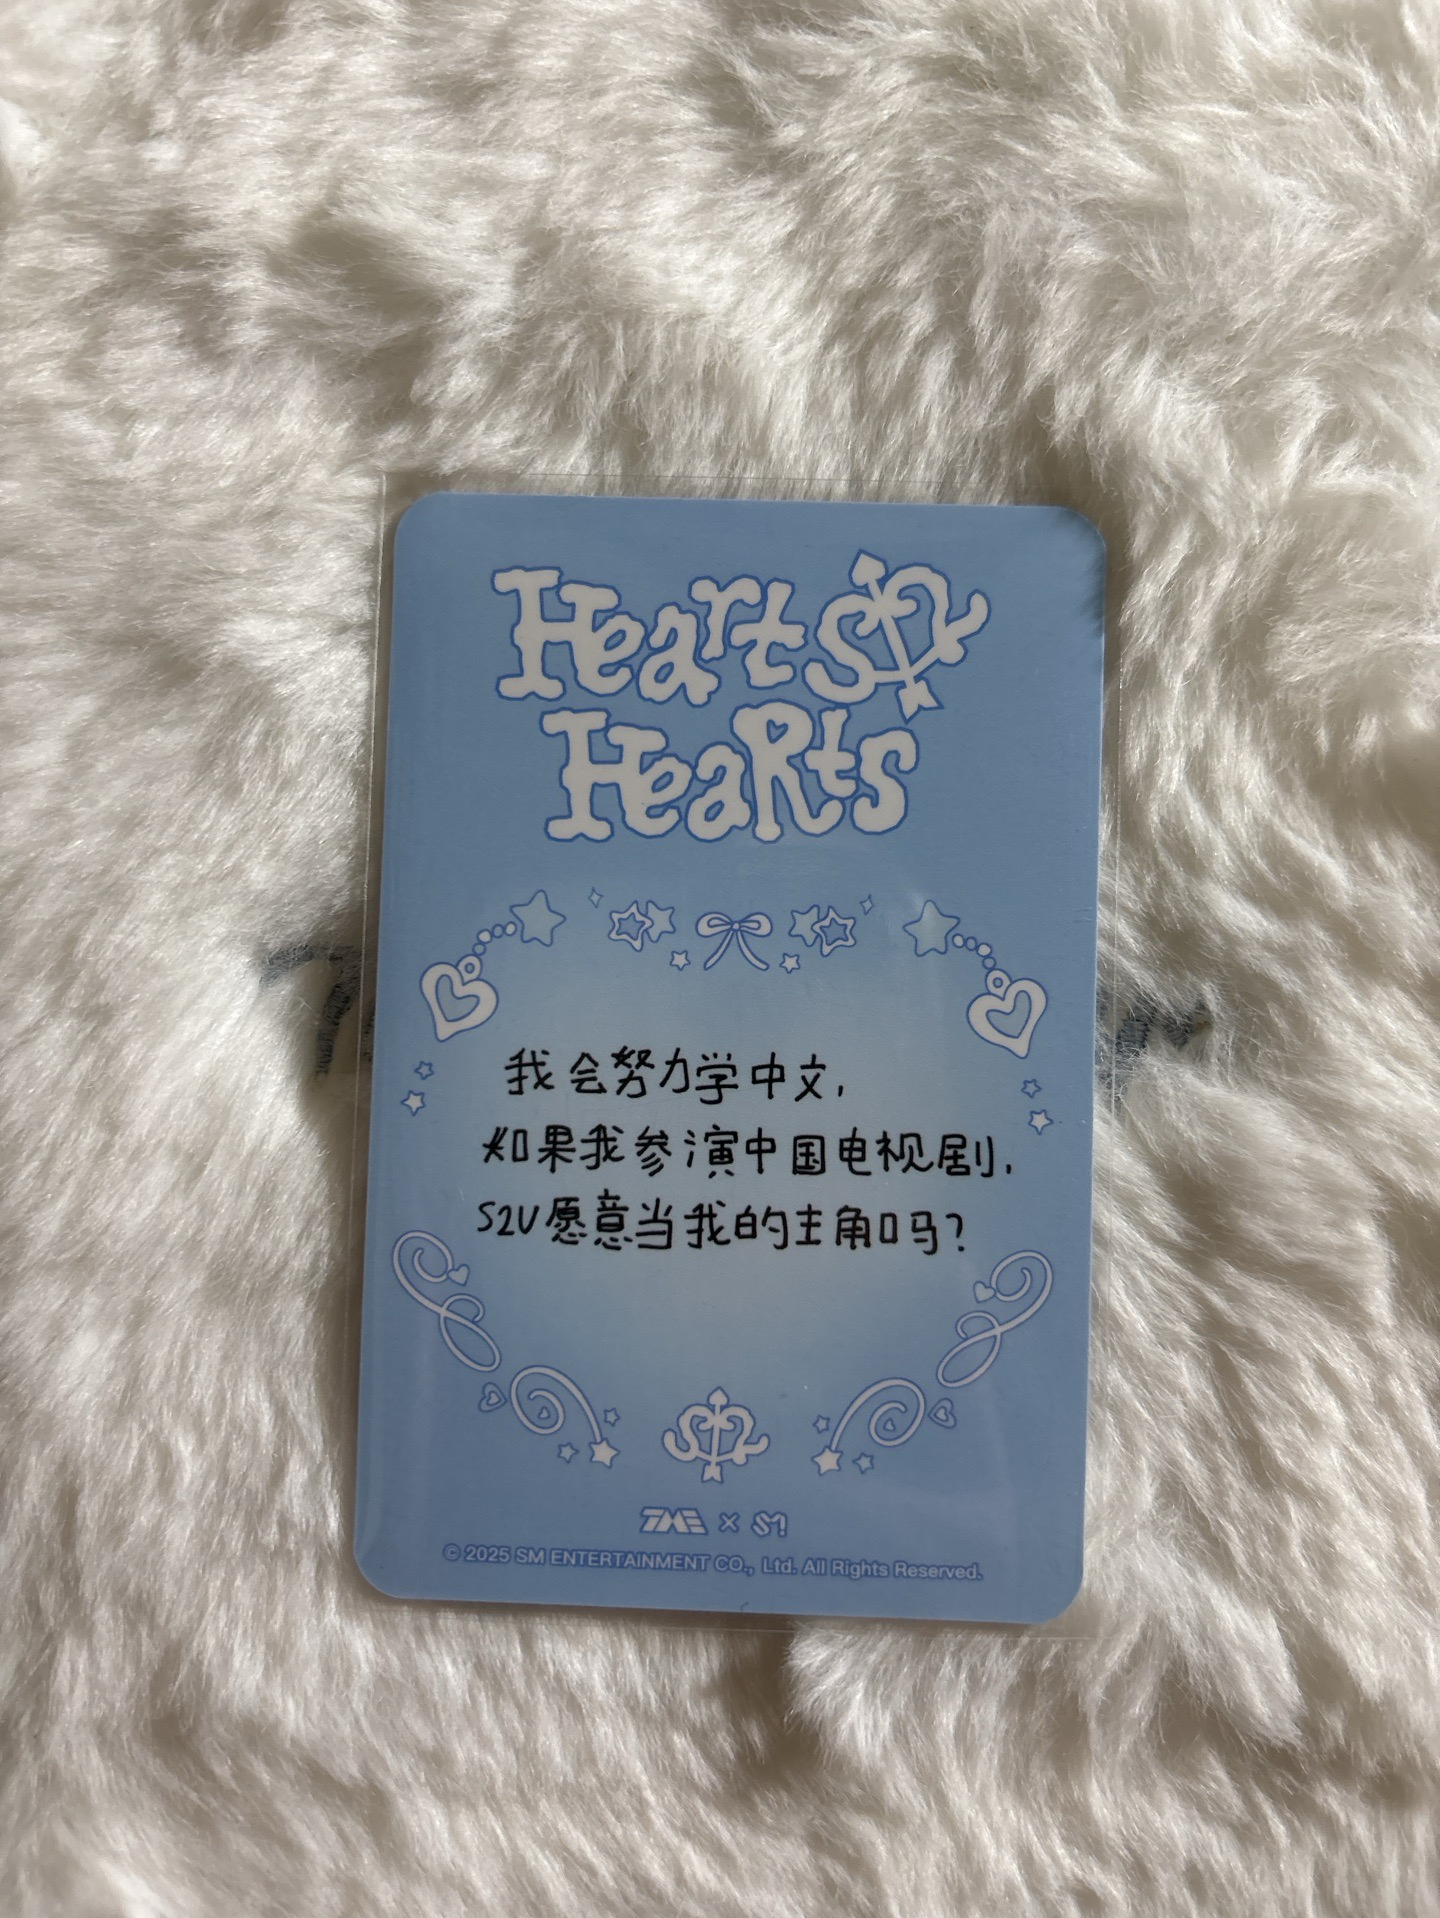 Hearts2
Hearts
我会努力学中文,
如果我参演中国电视剧,
S2U愿意当我的主角吗?
S2
TME × SM
© 2025 SM ENTERTAINMENT CO., Ltd. All Rights Reserved.